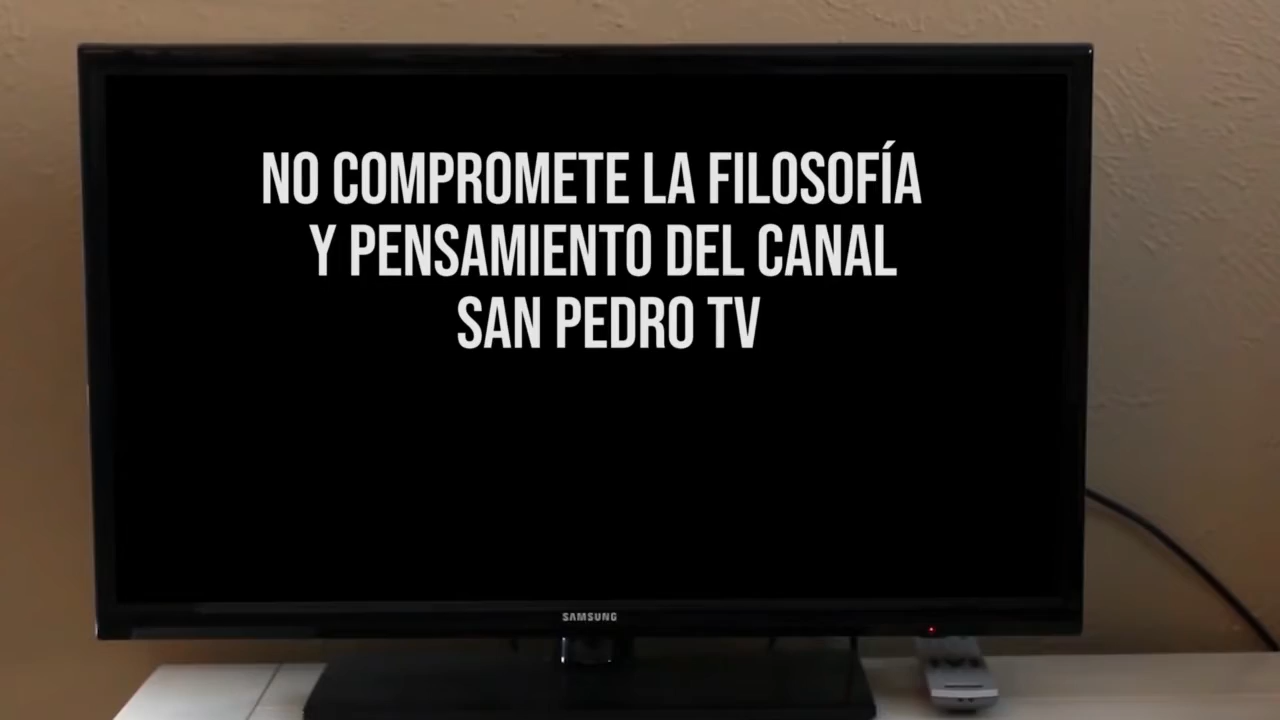 NO COMPROMETE LA FILOSOFÍA
Y PENSAMIENTO DEL CANAL
SAN PEDRO TV
SAMSUNG